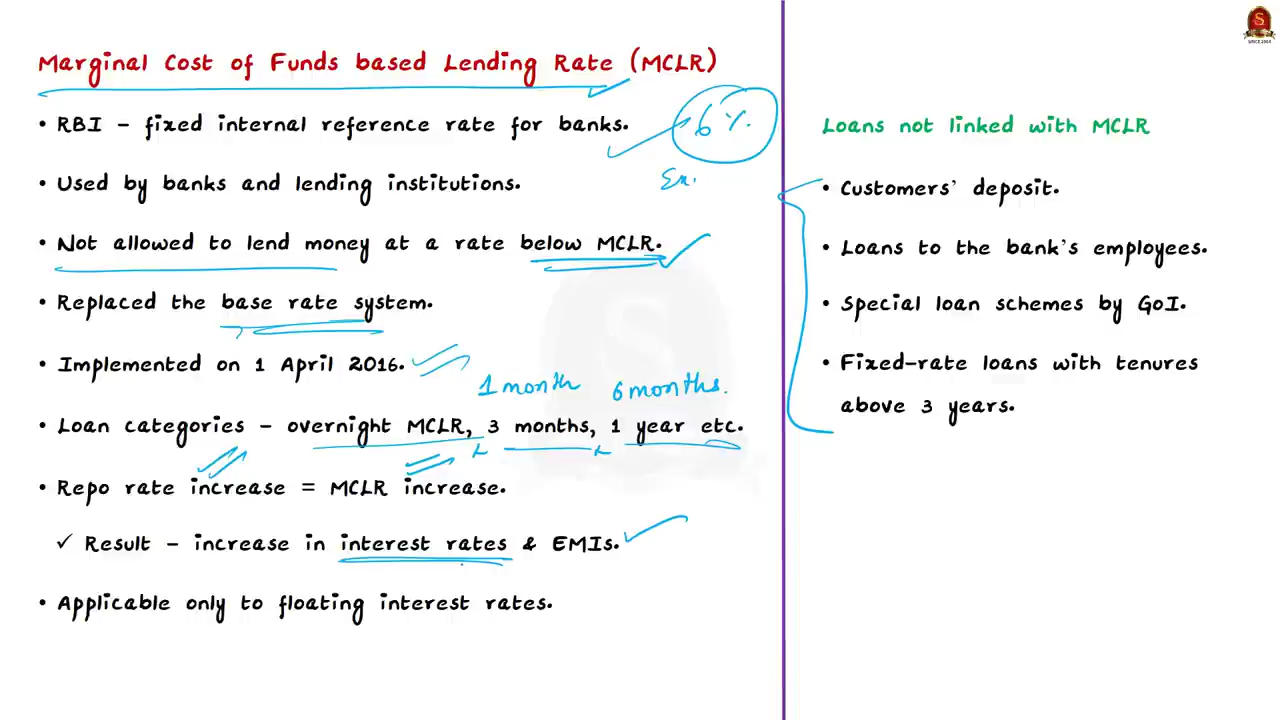 Marginal Cost of Funds based Lending Rate (MCLR)
• RBI – fixed internal reference rate for banks.
6%
Ex.
• Used by banks and lending institutions.
• Not allowed to lend money at a rate below MCLR.
• Replaced the base rate system.
• Implemented on 1 April 2016.
1 month 6 months.
• Loan categories – overnight MCLR, 3 months, 1 year etc.
• Repo rate increase = MCLR increase.
✓ Result – increase in interest rates & EMIs.
• Applicable only to floating interest rates.
S
SINCE 2004
Loans not linked with MCLR
• Customers' deposit.
• Loans to the bank's employees.
• Special loan schemes by GoI.
• Fixed-rate loans with tenures
above 3 years.